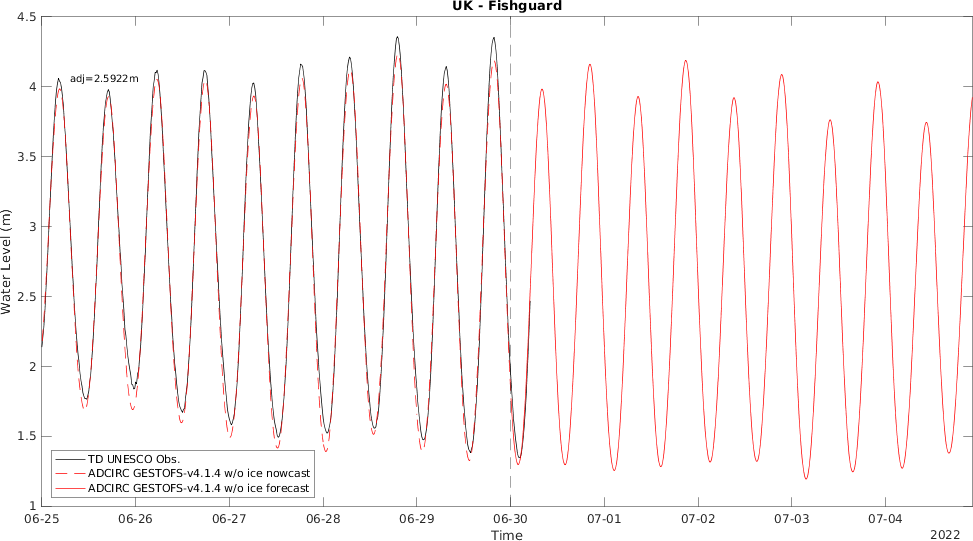 UK - Fishguard
4.5
4
3.5
3
2.5
2
1.5
1
Water Level (m)
adj=2.5922m
TD UNESCO Obs.
ADCIRC GESTOFS-v4.1.4 w/o ice nowcast
ADCIRC GESTOFS-v4.1.4 w/o ice forecast
06-25 06-26 06-27 06-28 06-29 06-30 07-01 07-02 07-03 07-04
Time
2022